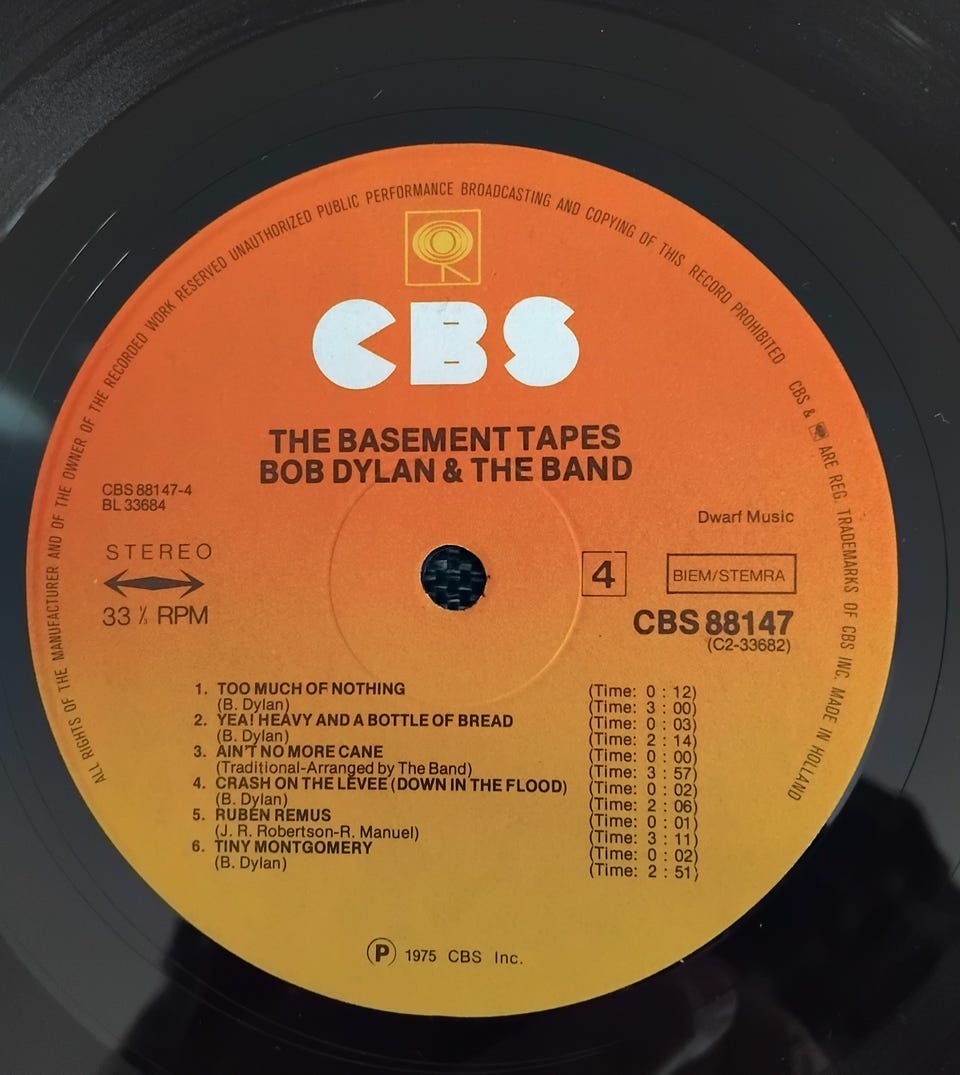 ALL RIGHTS OF THE MANUFACTURER AND OF THE OWNER OF THE RECORDED WORK RESERVED UNAUTHORIZED PUBLIC PERFORMANCE BROADCASTING AND COPYING OF THIS RECORD PROHIBITED CBS & ARE REG. TRADEMARKS OF CBS INC. MADE IN HOLLAND
CBS
THE BASEMENT TAPES
BOB DYLAN & THE BAND
CBS 88147-4
BL 33684
Dwarf Music
STEREO
4
BIEM/STEMRA
33 ⅓ RPM
CBS 88147
(C2-33682)
1. TOO MUCH OF NOTHING (Time: 0 : 12)
(B. Dylan) (Time: 3 : 00)
2. YEA! HEAVY AND A BOTTLE OF BREAD (Time: 0 : 03)
(B. Dylan) (Time: 2 : 14)
3. AIN'T NO MORE CANE (Time: 0 : 00)
(Traditional-Arranged by The Band) (Time: 3 : 57)
4. CRASH ON THE LEVEE (DOWN IN THE FLOOD) (Time: 0 : 02)
(B. Dylan) (Time: 2 : 06)
5. RUBEN REMUS (Time: 0 : 01)
(J. R. Robertson-R. Manuel) (Time: 3 : 11)
6. TINY MONTGOMERY (Time: 0 : 02)
(B. Dylan) (Time: 2 : 51)
Ⓟ 1975 CBS Inc.